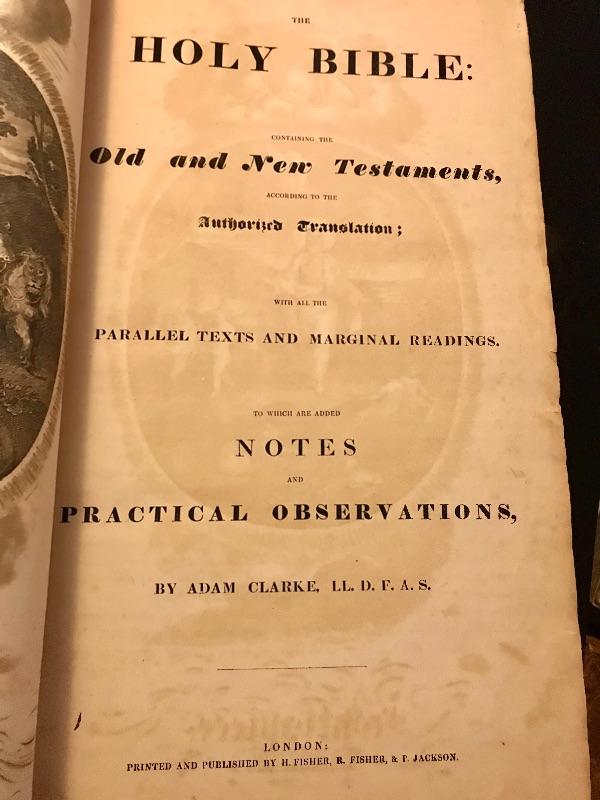 THE
HOLY BIBLE:
CONTAINING THE
Old and New Testaments,
ACCORDING TO THE
Authorized Translation;
WITH ALL THE
PARALLEL TEXTS AND MARGINAL READINGS.
TO WHICH ARE ADDED
NOTES
AND
PRACTICAL OBSERVATIONS,
BY ADAM CLARKE, LL. D. F. A. S.
LONDON:
PRINTED AND PUBLISHED BY H. FISHER, R. FISHER, & P. JACKSON.